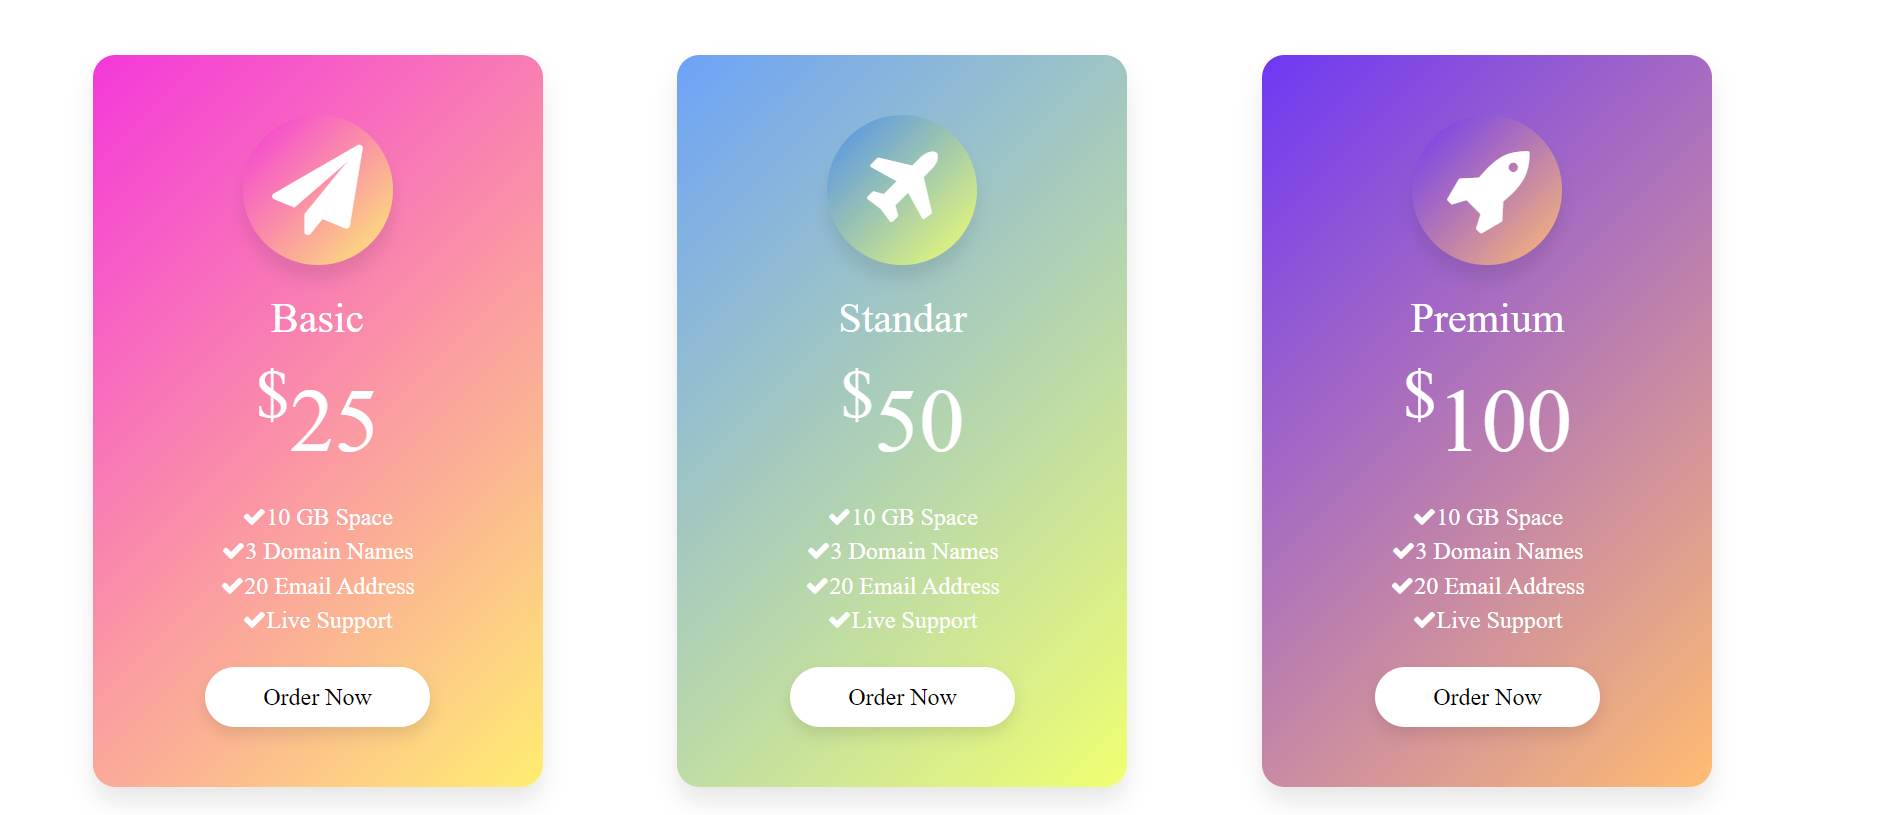 Basic
$25
✔10 GB Space
✔3 Domain Names
✔20 Email Address
✔Live Support
Order Now
Standar
$50
✔10 GB Space
✔3 Domain Names
✔20 Email Address
✔Live Support
Order Now
Premium
$100
✔10 GB Space
✔3 Domain Names
✔20 Email Address
✔Live Support
Order Now